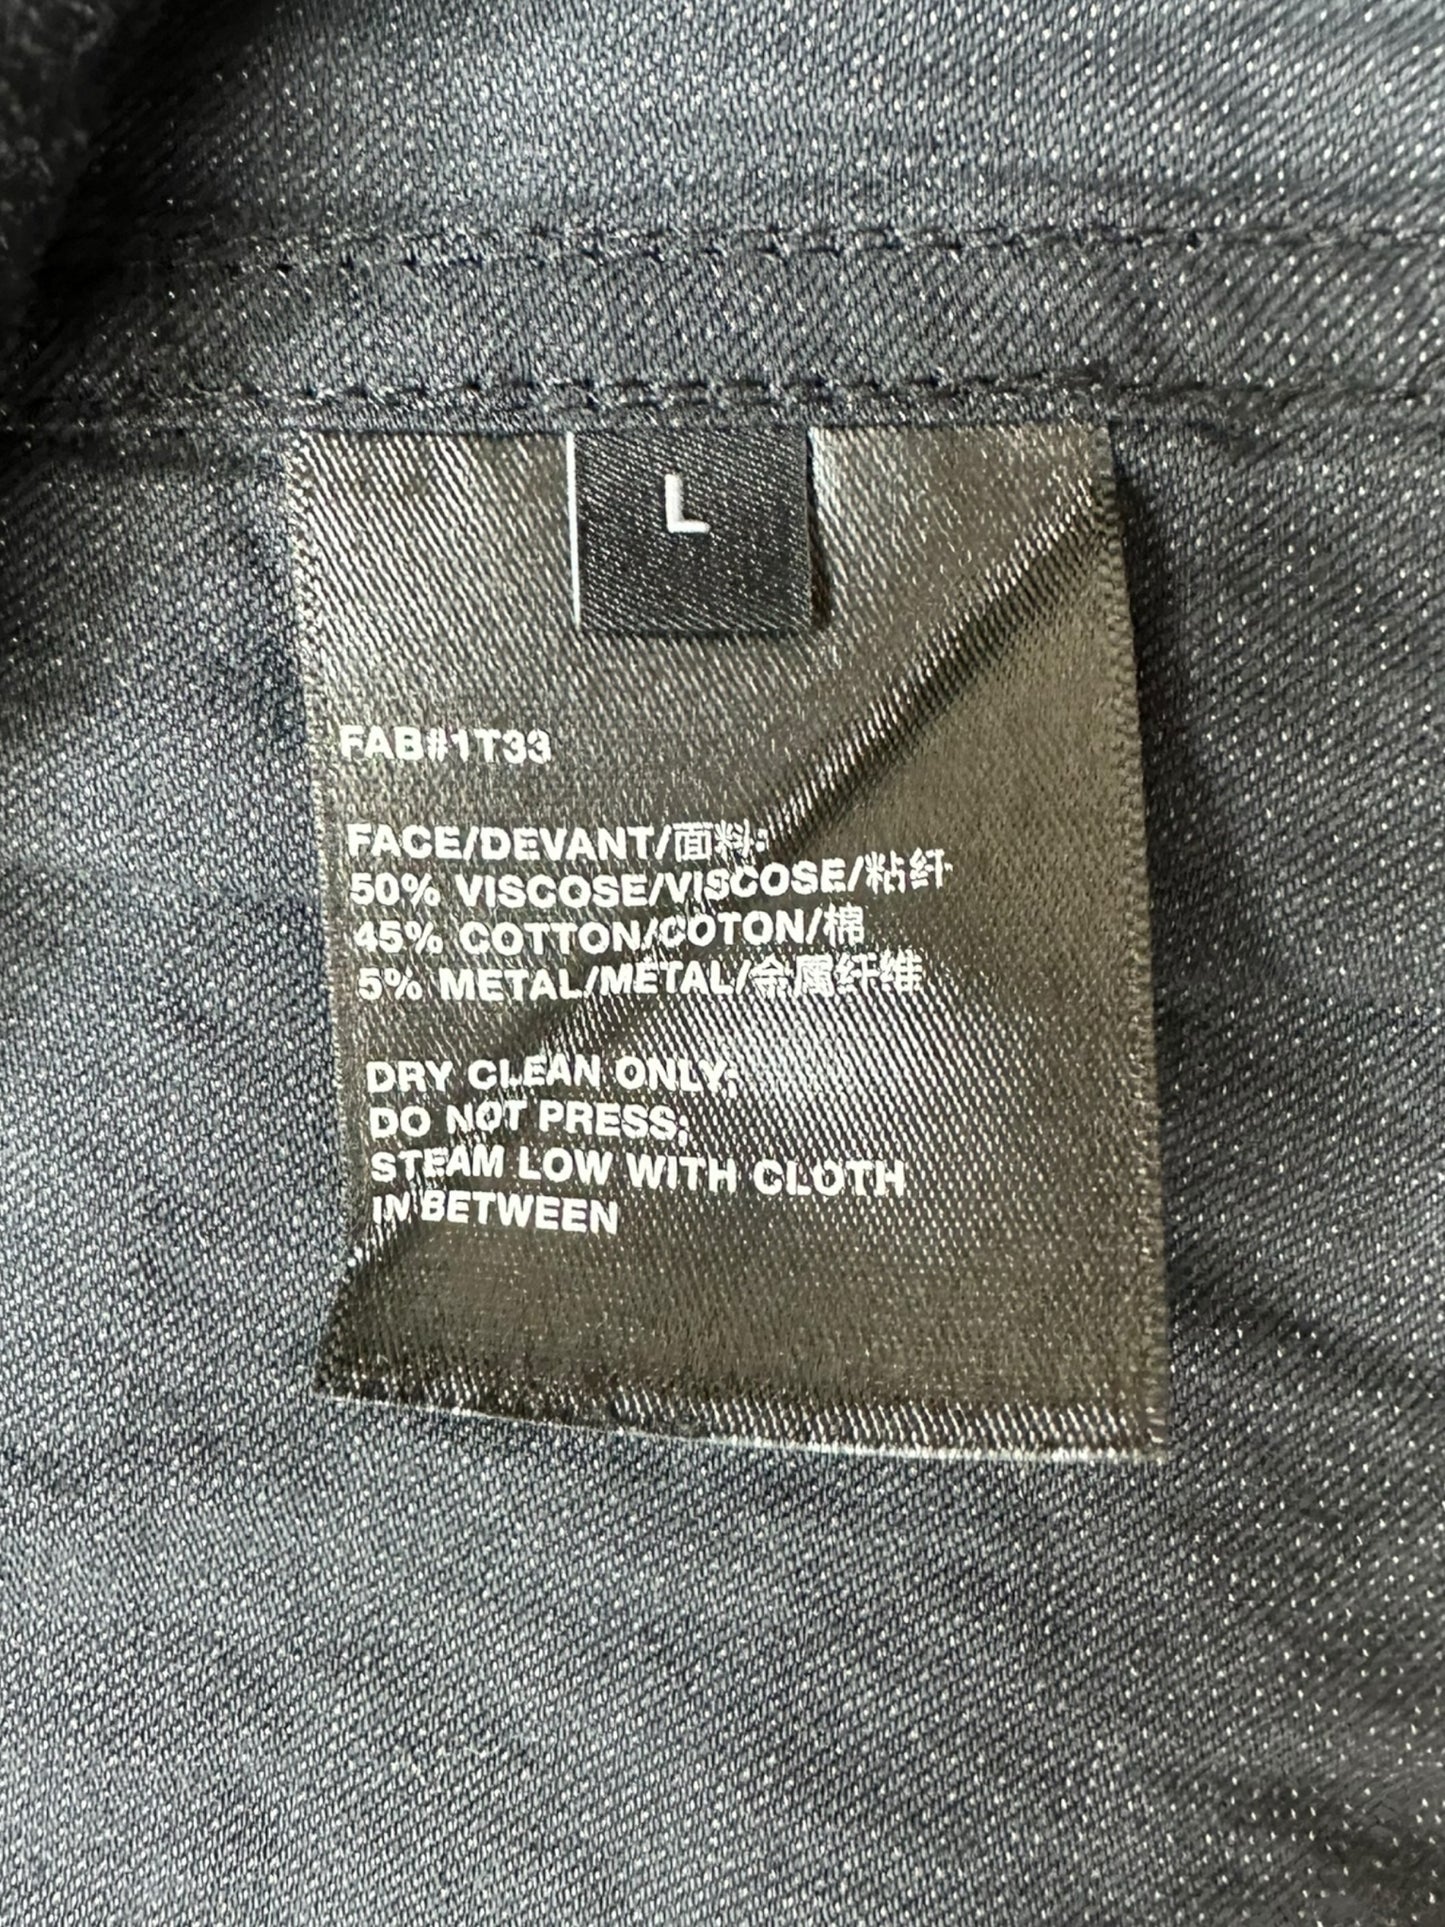 L
FAB#1T33
FACE/DEVANT/面料:
50% VISCOSE/VISCOSE/粘纤
45% COTTON/COTON/棉
5% METAL/METAL/金属纤维
DRY CLEAN ONLY;
DO NOT PRESS;
STEAM LOW WITH CLOTH
IN BETWEEN